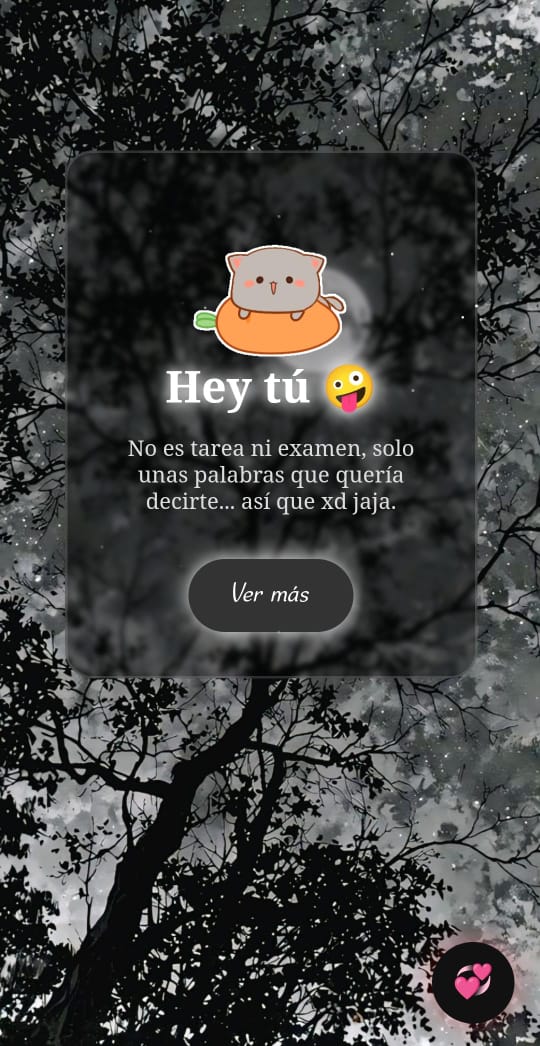 Hey tú 🤪
No es tarea ni examen, solo
unas palabras que quería
decirte... así que xd jaja.
Ver más